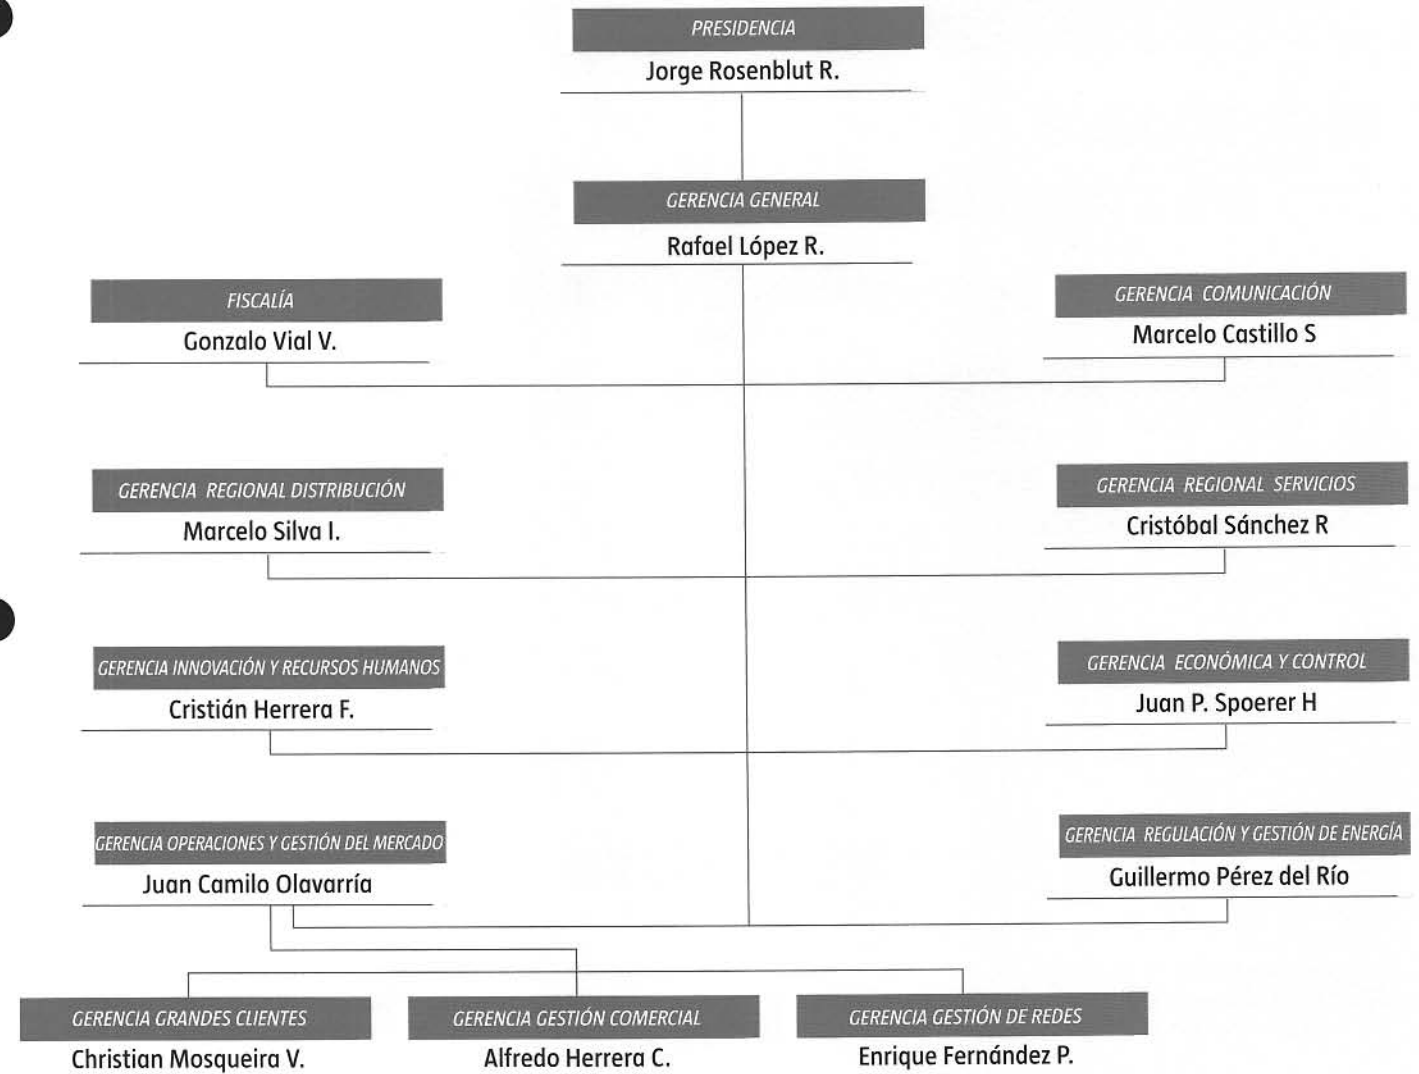 PRESIDENCIA
Jorge Rosenblut R.
GERENCIA GENERAL
Rafael López R.
FISCALÍA
Gonzalo Vial V.
GERENCIA COMUNICACIÓN
Marcelo Castillo S
GERENCIA REGIONAL DISTRIBUCIÓN
Marcelo Silva I.
GERENCIA REGIONAL SERVICIOS
Cristóbal Sánchez R
GERENCIA INNOVACIÓN Y RECURSOS HUMANOS
Cristián Herrera F.
GERENCIA ECONÓMICA Y CONTROL
Juan P. Spoerer H
GERENCIA OPERACIONES Y GESTIÓN DEL MERCADO
Juan Camilo Olavarría
GERENCIA REGULACIÓN Y GESTIÓN DE ENERGÍA
Guillermo Pérez del Río
GERENCIA GRANDES CLIENTES
Christian Mosqueira V.
GERENCIA GESTIÓN COMERCIAL
Alfredo Herrera C.
GERENCIA GESTIÓN DE REDES
Enrique Fernández P.